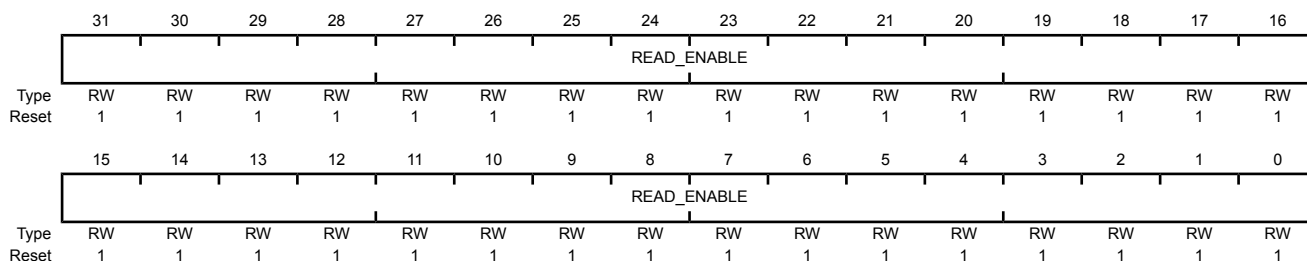 31 30 29 28 27 26 25 24 23 22 21 20 19 18 17 16
READ_ENABLE
Type RW RW RW RW RW RW RW RW RW RW RW RW RW RW RW RW
Reset 1 1 1 1 1 1 1 1 1 1 1 1 1 1 1 1
15 14 13 12 11 10 9 8 7 6 5 4 3 2 1 0
READ_ENABLE
Type RW RW RW RW RW RW RW RW RW RW RW RW RW RW RW RW
Reset 1 1 1 1 1 1 1 1 1 1 1 1 1 1 1 1